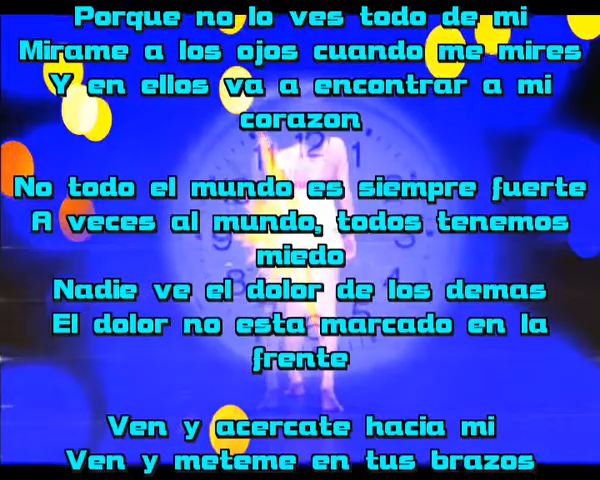 Porque no lo ves todo de mi
Mirame a los ojos cuando me mires
Y en ellos va a encontrar a mi
corazon
No todo el mundo es siempre fuerte
A veces al mundo, todos tenemos
miedo
Nadie ve el dolor de los demas
El dolor no esta marcado en la
frente
Ven y acercate hacia mi
Ven y meteme en tus brazos